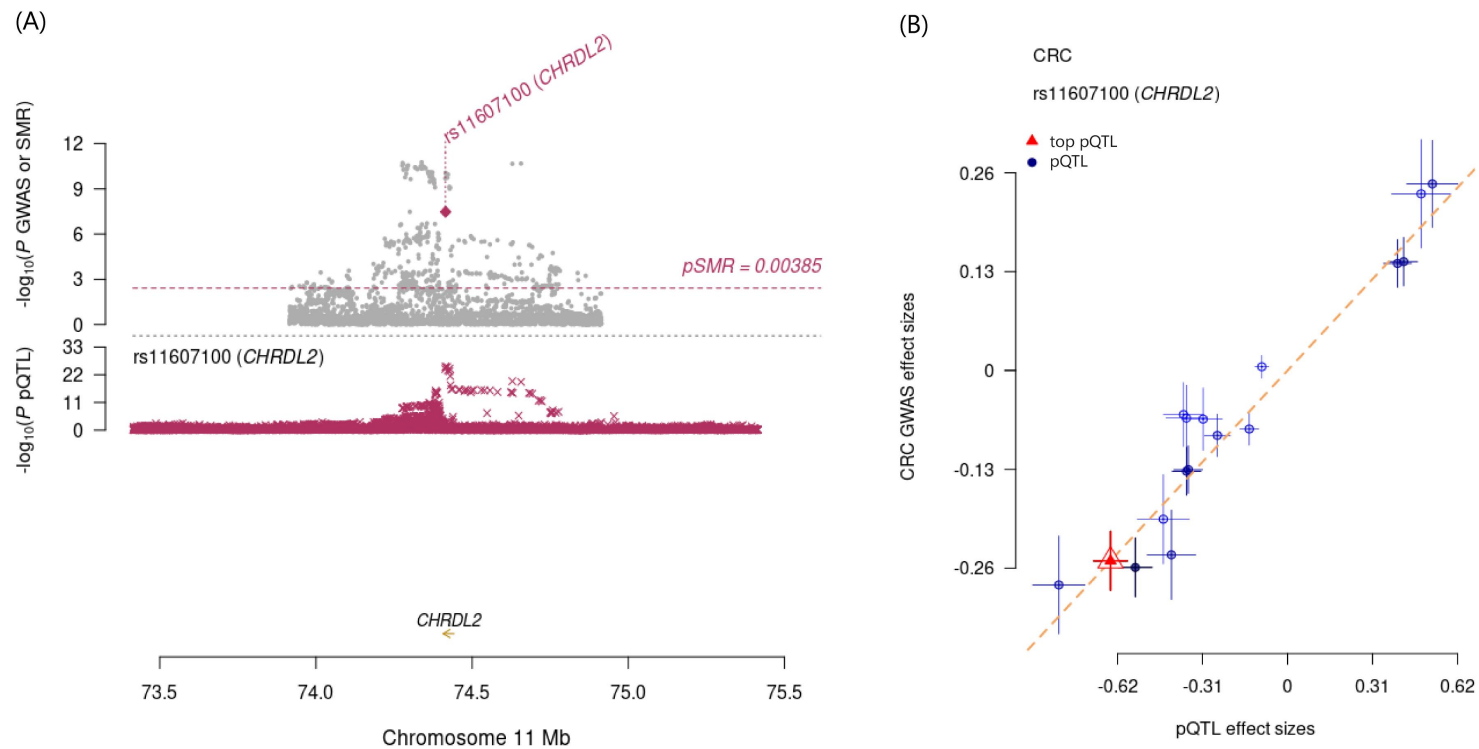 (A)
rs11607100 (CHRDL2)
-log10(P GWAS or SMR)
12
9
6
3
0
pSMR = 0.00385
-log10(P pQTL)
33
22
11
0
rs11607100 (CHRDL2)
CHRDL2
73.5 74.0 74.5 75.0 75.5
Chromosome 11 Mb
(B)
CRC
rs11607100 (CHRDL2)
top pQTL
pQTL
CRC GWAS effect sizes
0.26
0.13
0
-0.13
-0.26
-0.62 -0.31 0 0.31 0.62
pQTL effect sizes